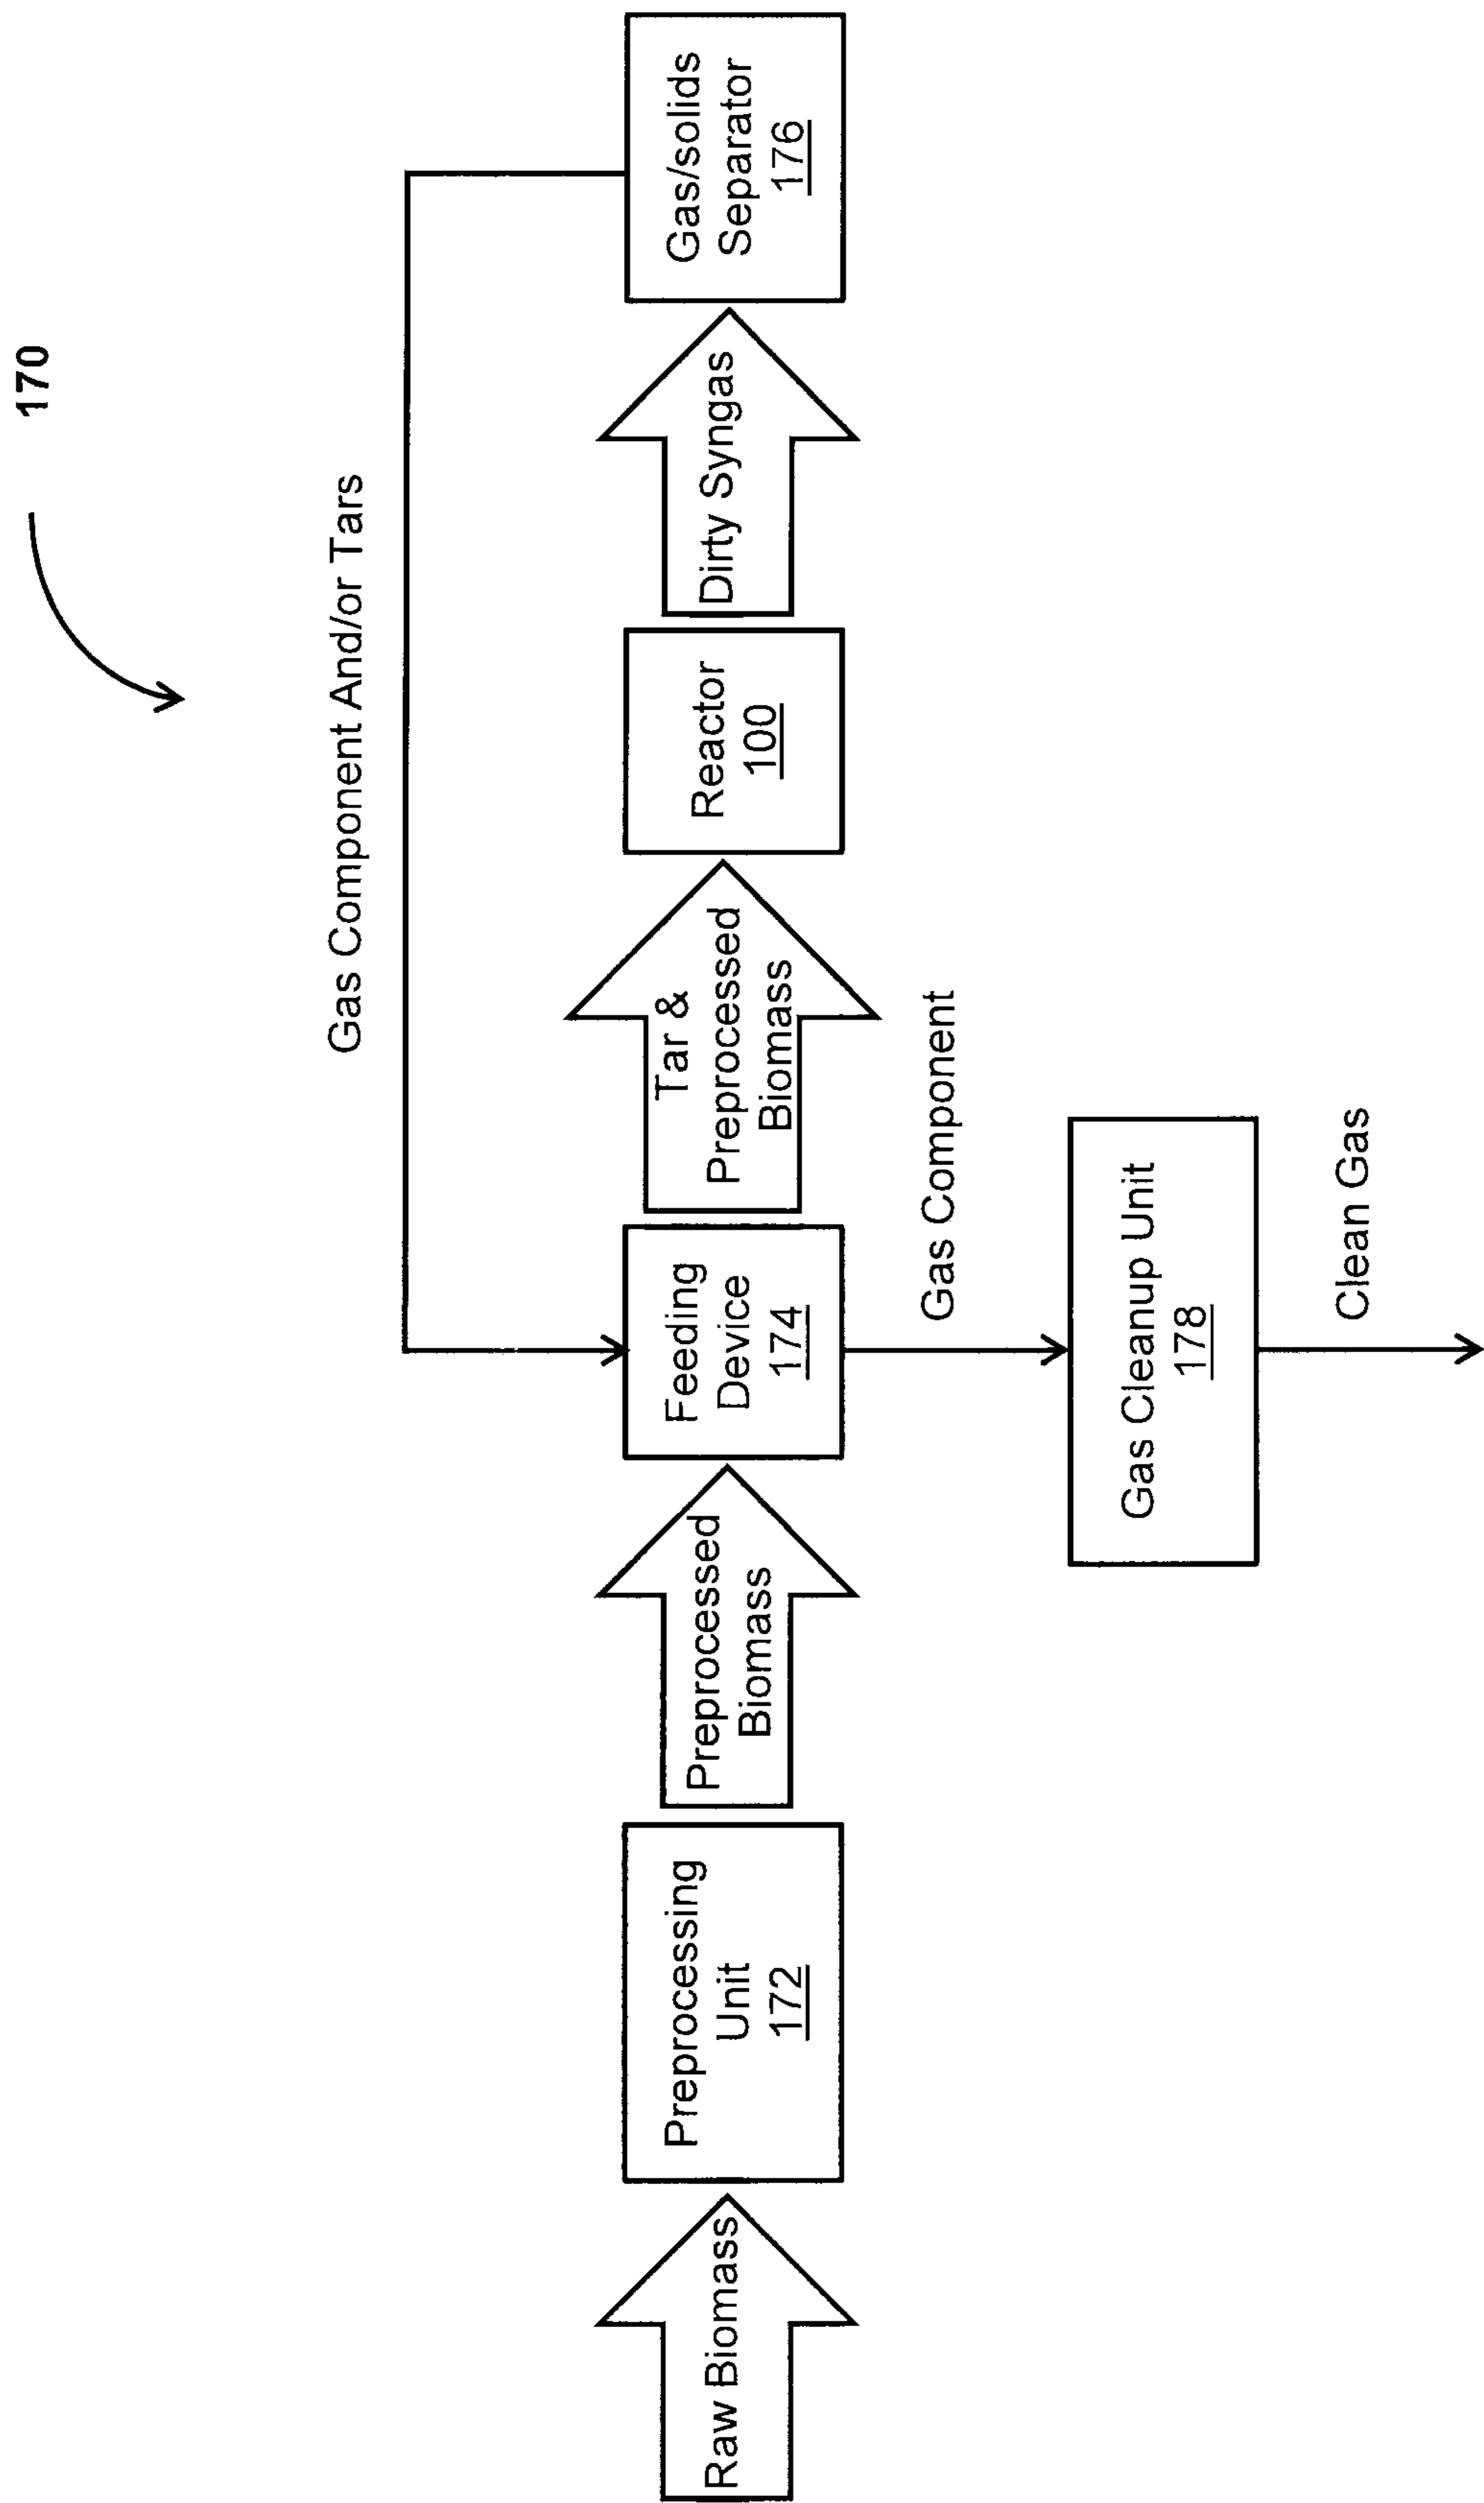 170
Gas Component And/or Tars
Raw Biomass
Preprocessing
Unit
172
Preprocessed
Biomass
Feeding
Device
174
Tar &
Preprocessed
Biomass
Reactor
100
Dirty Syngas
Gas/solids
Separator
176
Gas Component
Gas Cleanup Unit
178
Clean Gas